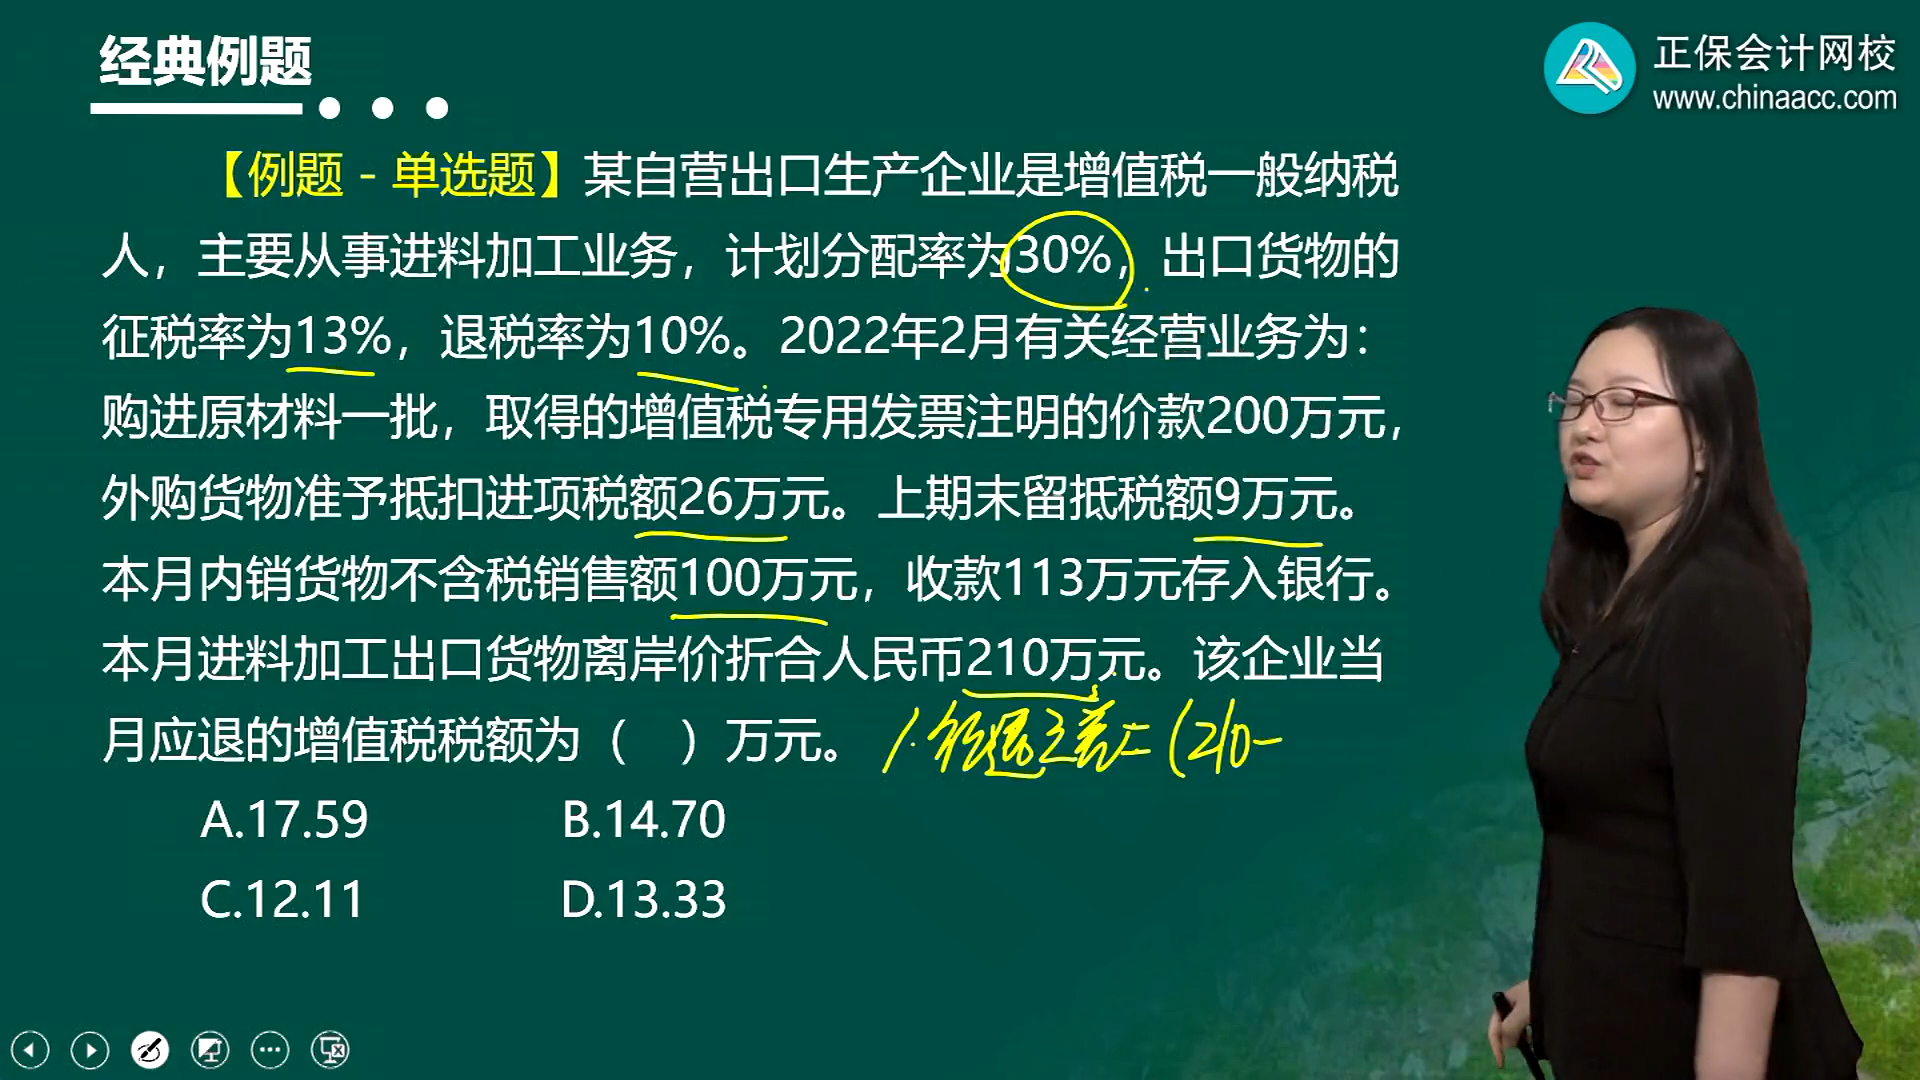 经典例题
正保会计网校
www.chinaacc.com
【例题-单选题】某自营出口生产企业是增值税一般纳税
人，主要从事进料加工业务，计划分配率为30%，出口货物的
征税率为13%，退税率为10%。2022年2月有关经营业务为：
购进原材料一批，取得的增值税专用发票注明的价款200万元，
外购货物准予抵扣进项税额26万元。上期末留抵税额9万元。
本月内销货物不含税销售额100万元，收款113万元存入银行。
本月进料加工出口货物离岸价折合人民币210万元。该企业当
月应退的增值税税额为（ ）万元。
1.税退之差=(210-
A.17.59 B.14.70
C.12.11 D.13.33